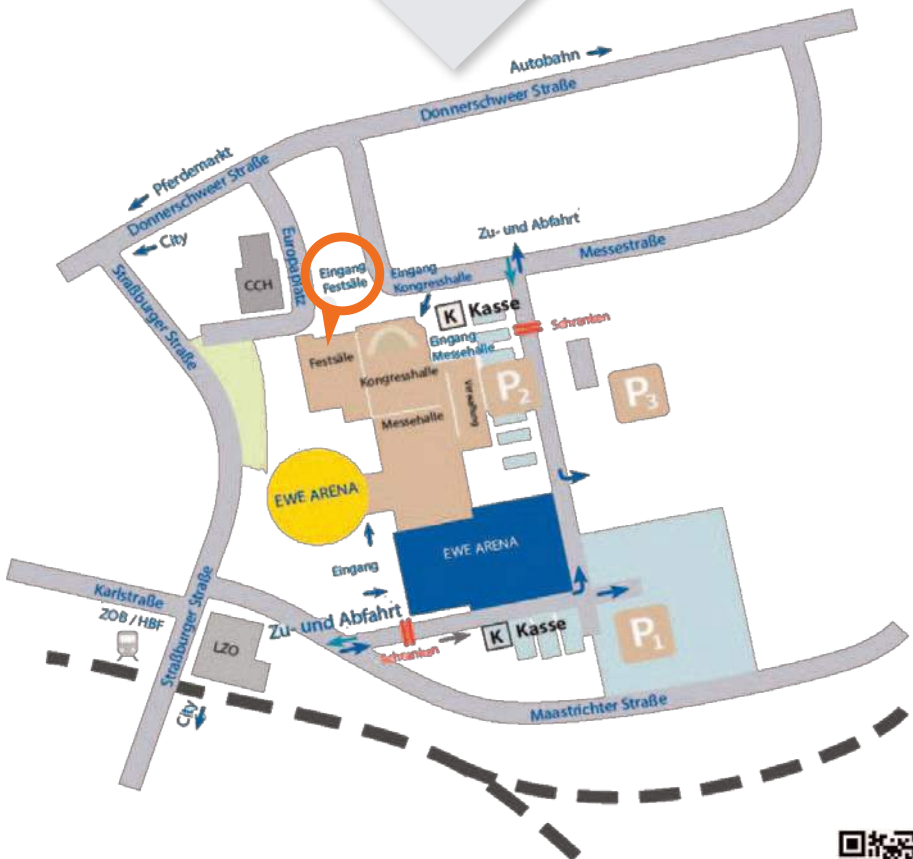 Autobahn
Donnerschweer Straße
Pferdemarkt
Donnerschweer Straße
City
Zu- und Abfahrt
Messestraße
Straßburger Straße
Europaplatz
CCH
Eingang
Festsäle
Eingang
Kongresshalle
K Kasse
Schranken
Eingang
Messehalle
Festsäle
Kongresshalle
Verwaltung
P2
P3
Messehalle
EWE ARENA
EWE ARENA
Eingang
Karlstraße
ZOB / HBF
Straßburger Straße
Zu- und Abfahrt
LZO
Schranken
K Kasse
P1
City
Maastrichter Straße